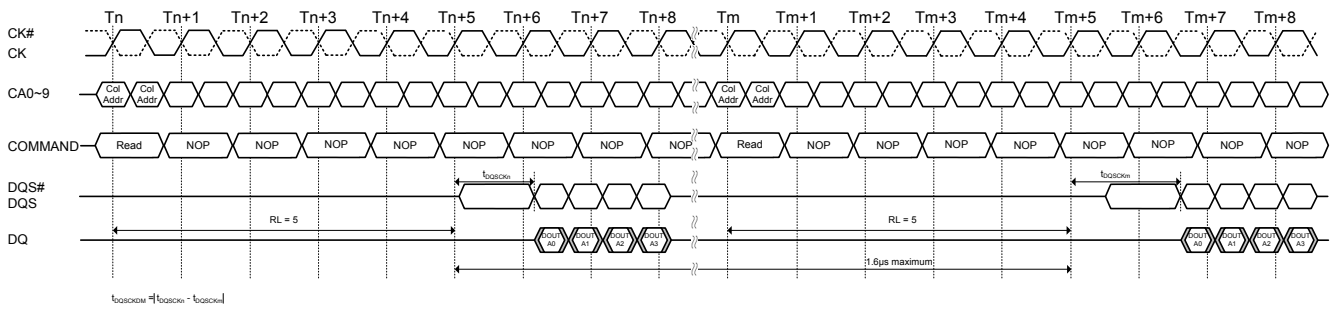 Tn Tn+1 Tn+2 Tn+3 Tn+4 Tn+5 Tn+6 Tn+7 Tn+8 Tm Tm+1 Tm+2 Tm+3 Tm+4 Tm+5 Tm+6 Tm+7 Tm+8
CK#
CK
CA0~9 Col Addr Col Addr Col Addr Col Addr
COMMAND Read NOP NOP NOP NOP NOP NOP NOP NOP Read NOP NOP NOP NOP NOP NOP NOP NOP
tDQSCKn tDQSCKm
DQS#
DQS
RL = 5 RL = 5
DQ DOUT A0 DOUT A1 DOUT A2 DOUT A3 DOUT A0 DOUT A1 DOUT A2 DOUT A3
1.6μs maximum
tDQSCKDM =|tDQSCKn - tDQSCKm|